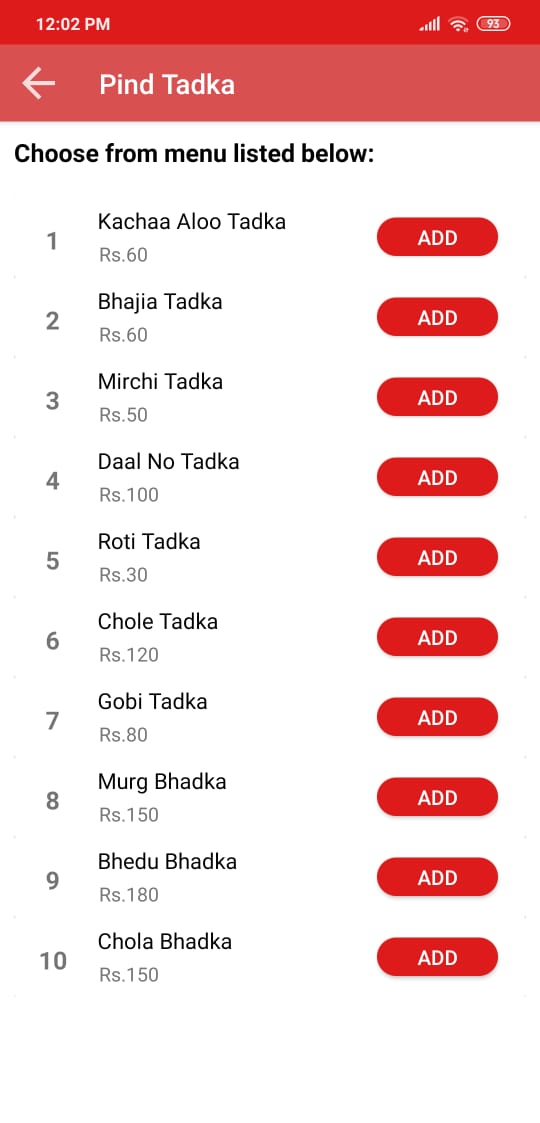 12:02 PM
93
Pind Tadka
Choose from menu listed below:
1
Kachaa Aloo Tadka
Rs.60
ADD
2
Bhajia Tadka
Rs.60
ADD
3
Mirchi Tadka
Rs.50
ADD
4
Daal No Tadka
Rs.100
ADD
5
Roti Tadka
Rs.30
ADD
6
Chole Tadka
Rs.120
ADD
7
Gobi Tadka
Rs.80
ADD
8
Murg Bhadka
Rs.150
ADD
9
Bhedu Bhadka
Rs.180
ADD
10
Chola Bhadka
Rs.150
ADD